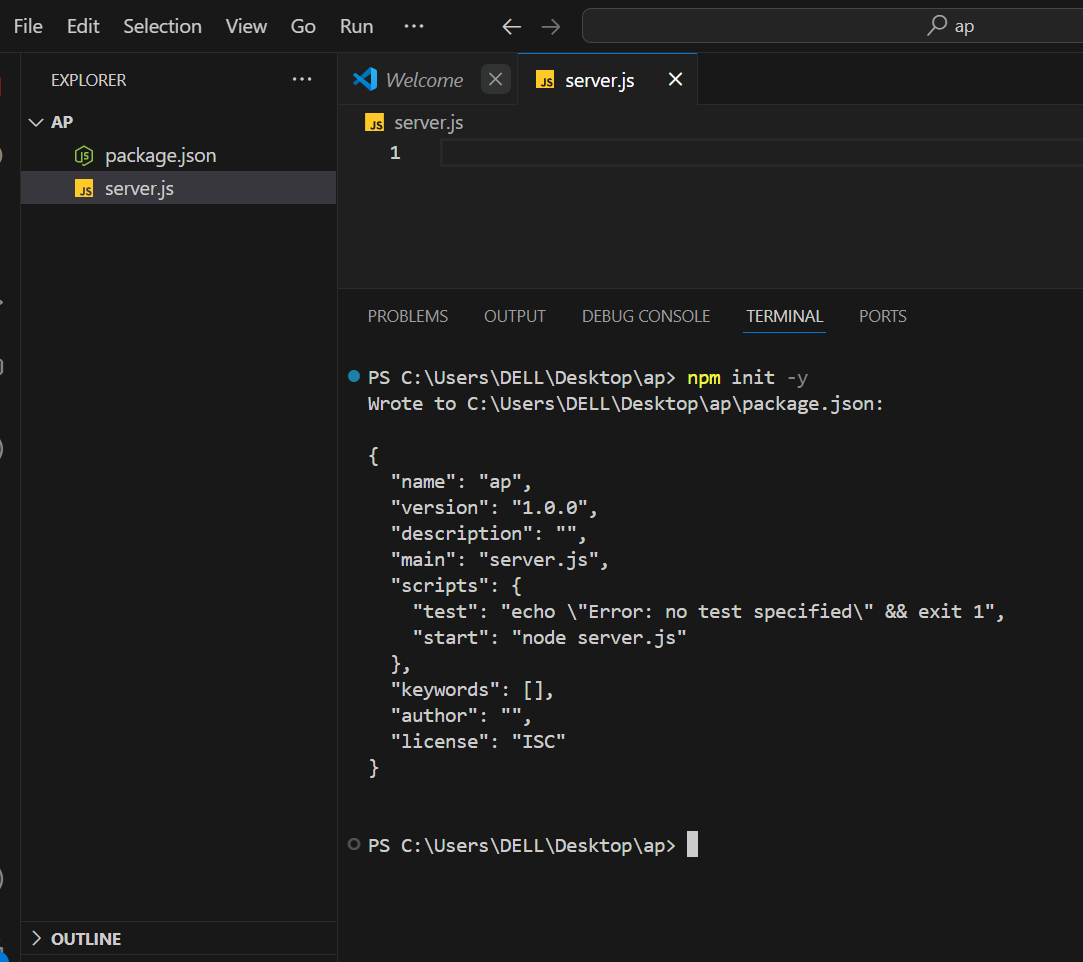 File Edit Selection View Go Run ··· ap
EXPLORER ···
AP
package.json
server.js
Welcome server.js
server.js
1
PROBLEMS OUTPUT DEBUG CONSOLE TERMINAL PORTS
PS C:\Users\DELL\Desktop\ap> npm init -y
Wrote to C:\Users\DELL\Desktop\ap\package.json:
{
  "name": "ap",
  "version": "1.0.0",
  "description": "",
  "main": "server.js",
  "scripts": {
    "test": "echo \"Error: no test specified\" && exit 1",
    "start": "node server.js"
  },
  "keywords": [],
  "author": "",
  "license": "ISC"
}
PS C:\Users\DELL\Desktop\ap>
OUTLINE